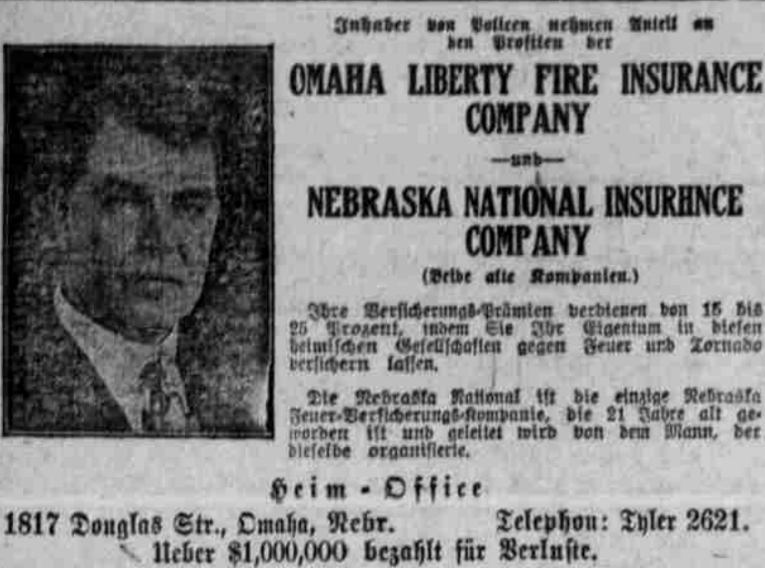 Inhaber von Policen nehmen Anteil an
den Profiten der
OMAHA LIBERTY FIRE INSURANCE
COMPANY
—und—
NEBRASKA NATIONAL INSURHNCE
COMPANY
(Beide alte Kompanien.)
Ihre Versicherungs-Prämien verdienen von 15 bis
25 Prozent, indem Sie Ihr Eigentum in diesen
heimischen Gesellschaften gegen Feuer und Tornado
versichern lassen.
Die Nebraska National ist die einzige Nebraska
Feuer-Versicherungs-Kompanie, die 21 Jahre alt ge-
worden ist und geleitet wird von dem Mann, der
dieselbe organisierte.
Heim - Office
1817 Douglas Str., Omaha, Nebr. Telephon: Tyler 2621.
Ueber $1,000,000 bezahlt für Verluste.